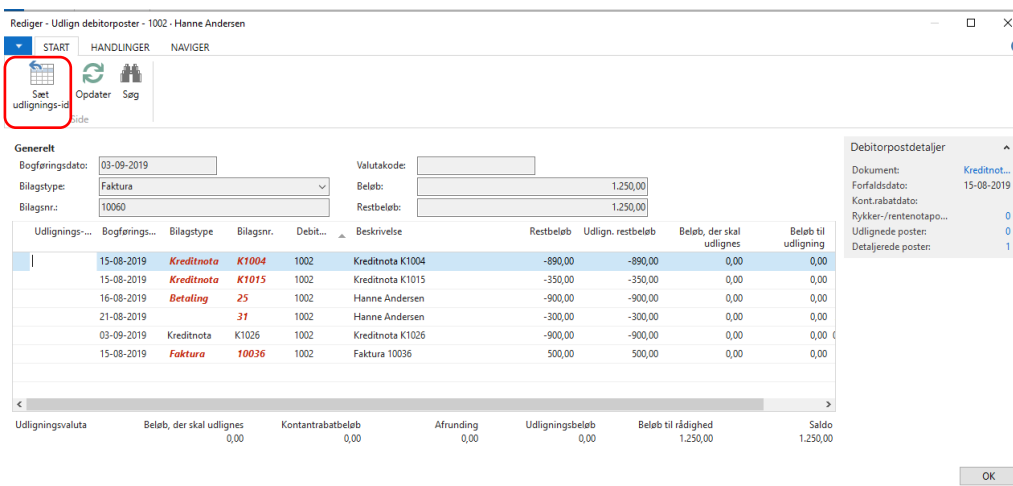 Rediger - Udlign debitorposter - 1002 · Hanne Andersen
START HANDLINGER NAVIGER
Sæt udlignings-id Opdater Søg
Side
Generelt
Bogføringsdato: 03-09-2019 Valutakode:
Bilagstype: Faktura Beløb: 1.250,00
Bilagsnr.: 10060 Restbeløb: 1.250,00
Udlignings-... Bogførings... Bilagstype Bilagsnr. Debit... Beskrivelse Restbeløb Udlign. restbeløb Beløb, der skal udlignes Beløb til udligning
15-08-2019 Kreditnota K1004 1002 Kreditnota K1004 -890,00 -890,00 0,00 0,00
15-08-2019 Kreditnota K1015 1002 Kreditnota K1015 -350,00 -350,00 0,00 0,00
16-08-2019 Betaling 25 1002 Hanne Andersen -900,00 -900,00 0,00 0,00
21-08-2019 31 1002 Hanne Andersen -300,00 -300,00 0,00 0,00
03-09-2019 Kreditnota K1026 1002 Kreditnota K1026 -900,00 -900,00 0,00 0,00
15-08-2019 Faktura 10036 1002 Faktura 10036 500,00 500,00 0,00 0,00
Udligningsvaluta Beløb, der skal udlignes Kontantrabatbeløb Afrunding Udligningsbeløb Beløb til rådighed Saldo
0,00 0,00 0,00 0,00 1.250,00 1.250,00
Debitorpostdetaljer
Dokument: Kreditnot...
Forfaldsdato: 15-08-2019
Kont.rabatdato:
Rykker-/rentenotapo... 0
Udlignede poster: 0
Detaljerede poster: 1
OK